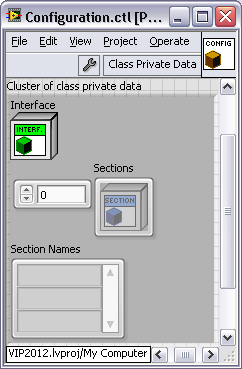 Configuration.ctl [P...
File Edit View Project Operate
CONFIG
Class Private Data
Cluster of class private data
Interface
INTERF.
Sections
0
SECTION
Section Names
VIP2012.lvproj/My Computer